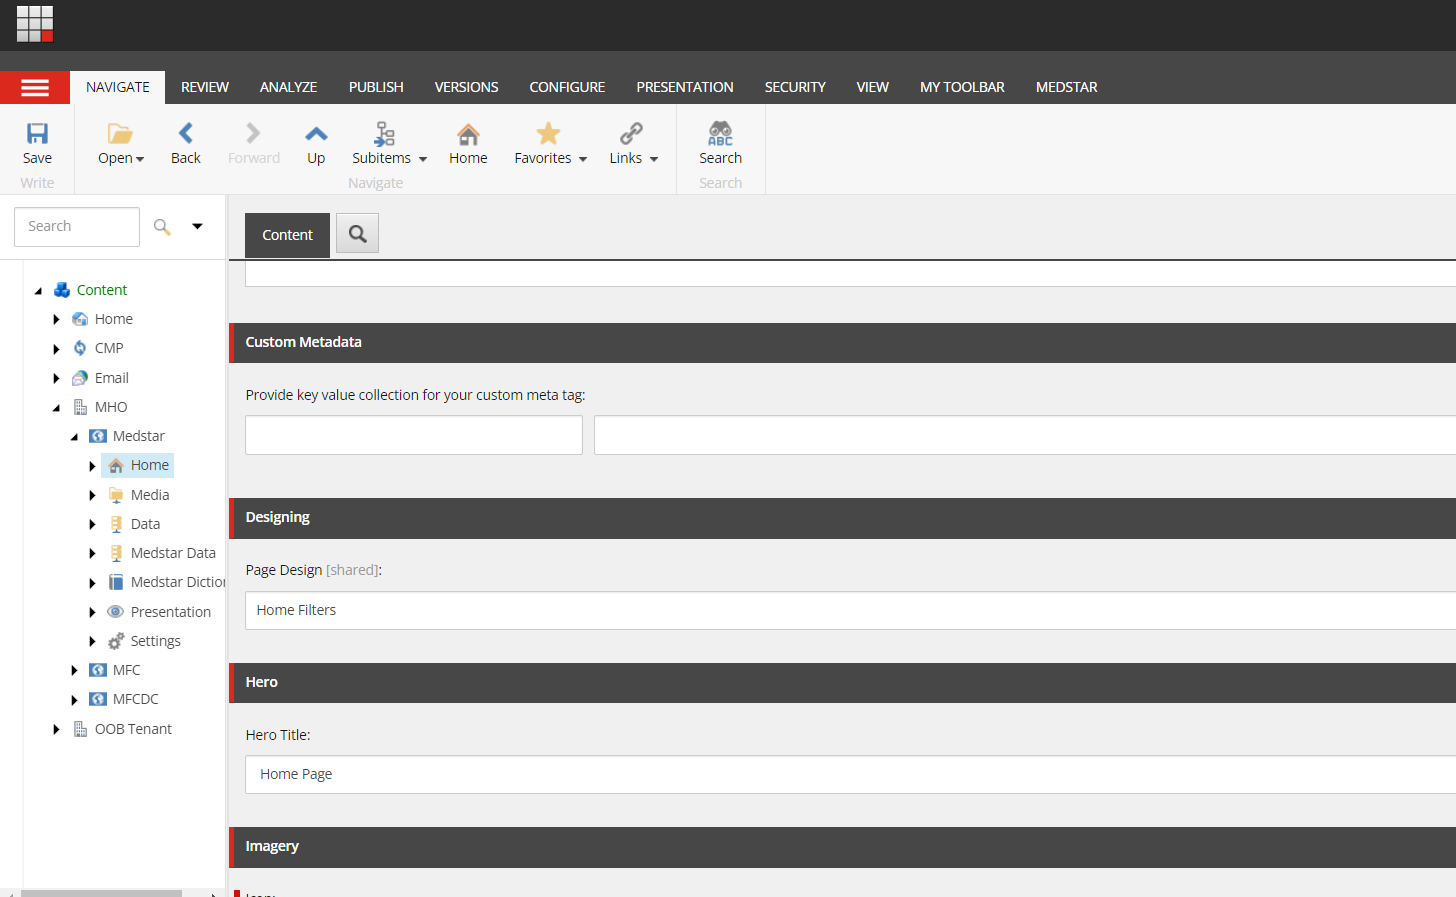 NAVIGATE REVIEW ANALYZE PUBLISH VERSIONS CONFIGURE PRESENTATION SECURITY VIEW MY TOOLBAR MEDSTAR
Save Open Back Forward Up Subitems Home Favorites Links ABC Search
Write Navigate Search
Search
Content
Content
Home
CMP
Email
MHO
Medstar
Home
Media
Data
Medstar Data
Medstar Dictio
Presentation
Settings
MFC
MFCDC
OOB Tenant
Custom Metadata
Provide key value collection for your custom meta tag:
Designing
Page Design [shared]:
Home Filters
Hero
Hero Title:
Home Page
Imagery